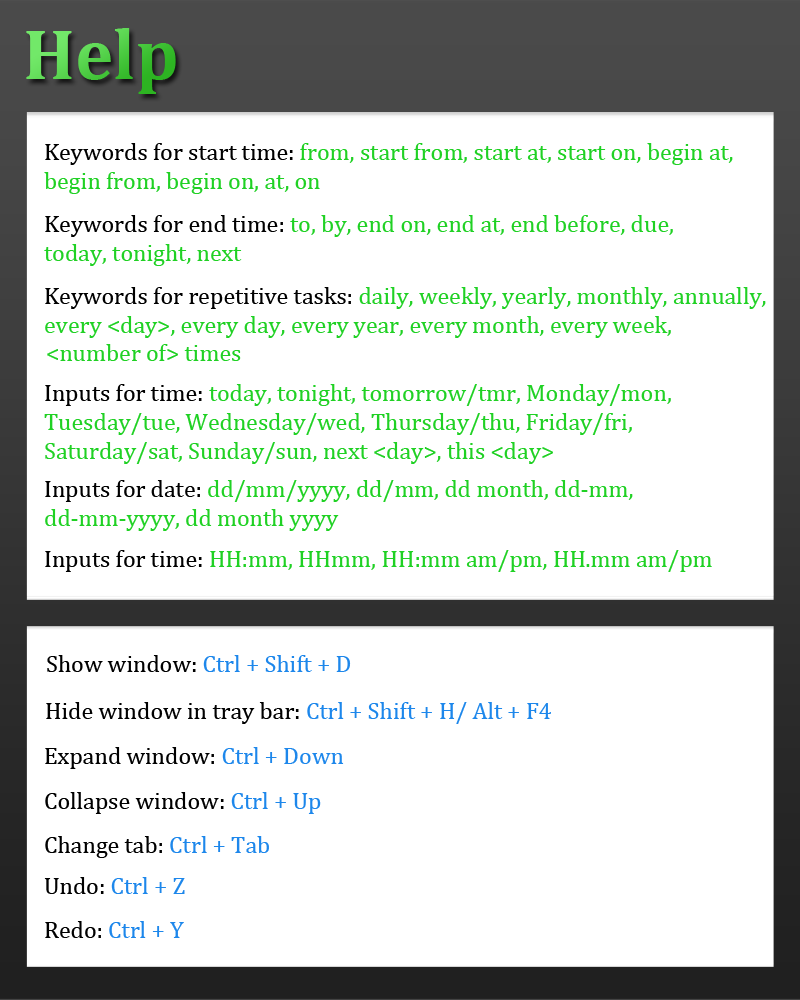 Help
Keywords for start time: from, start from, start at, start on, begin at,
begin from, begin on, at, on
Keywords for end time: to, by, end on, end at, end before, due,
today, tonight, next
Keywords for repetitive tasks: daily, weekly, yearly, monthly, annually,
every <day>, every day, every year, every month, every week,
<number of> times
Inputs for time: today, tonight, tomorrow/tmr, Monday/mon,
Tuesday/tue, Wednesday/wed, Thursday/thu, Friday/fri,
Saturday/sat, Sunday/sun, next <day>, this <day>
Inputs for date: dd/mm/yyyy, dd/mm, dd month, dd-mm,
dd-mm-yyyy, dd month yyyy
Inputs for time: HH:mm, HHmm, HH:mm am/pm, HH.mm am/pm
Show window: Ctrl + Shift + D
Hide window in tray bar: Ctrl + Shift + H/ Alt + F4
Expand window: Ctrl + Down
Collapse window: Ctrl + Up
Change tab: Ctrl + Tab
Undo: Ctrl + Z
Redo: Ctrl + Y